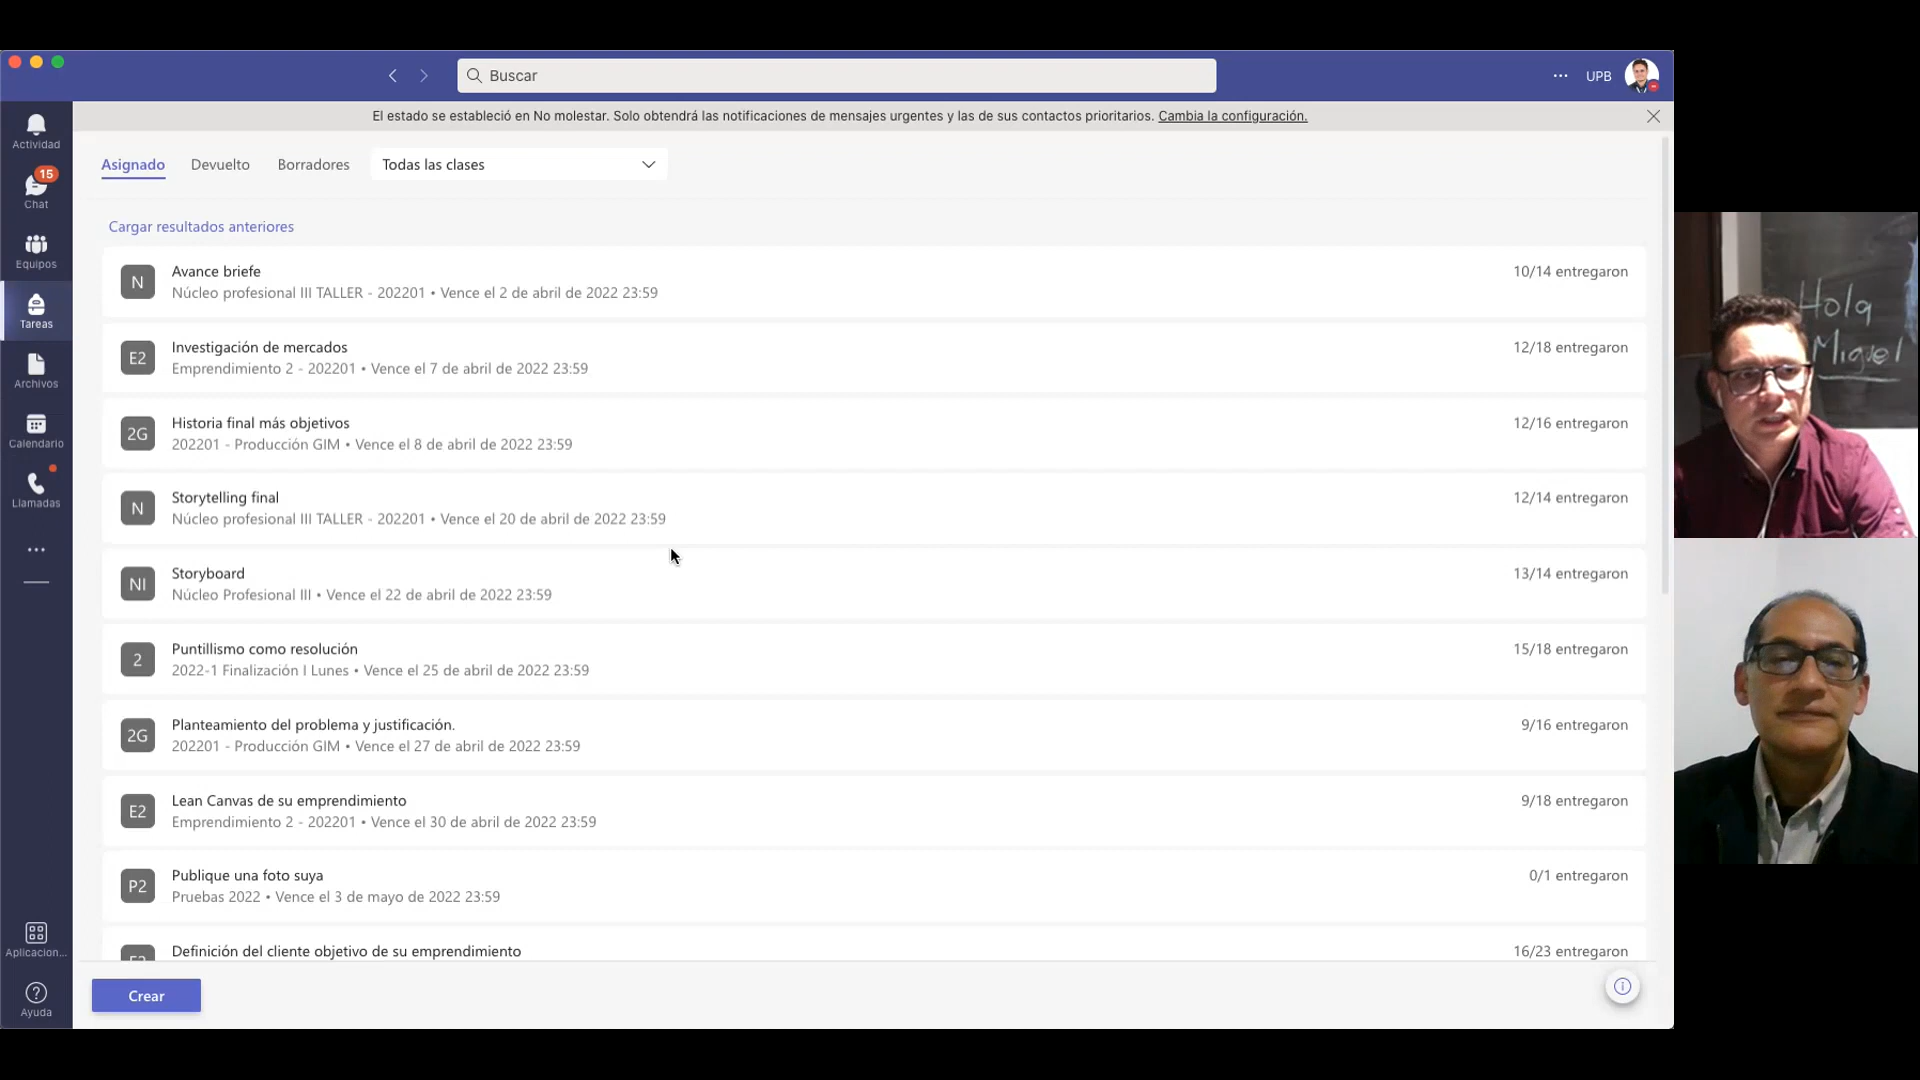 Buscar
UPB
El estado se estableció en No molestar. Solo obtendrá las notificaciones de mensajes urgentes y las de sus contactos prioritarios. Cambia la configuración.
Actividad
15
Chat
Equipos
Tareas
Archivos
Calendario
Llamadas
Aplicacion...
Ayuda
Asignado Devuelto Borradores Todas las clases
Cargar resultados anteriores
N
Avance briefe
10/14 entregaron
Núcleo profesional III TALLER - 202201 • Vence el 2 de abril de 2022 23:59
E2
Investigación de mercados
12/18 entregaron
Emprendimiento 2 - 202201 • Vence el 7 de abril de 2022 23:59
2G
Historia final más objetivos
12/16 entregaron
202201 - Producción GIM • Vence el 8 de abril de 2022 23:59
N
Storytelling final
12/14 entregaron
Núcleo profesional III TALLER - 202201 • Vence el 20 de abril de 2022 23:59
NI
Storyboard
13/14 entregaron
Núcleo Profesional III • Vence el 22 de abril de 2022 23:59
2
Puntillismo como resolución
15/18 entregaron
2022-1 Finalización I Lunes • Vence el 25 de abril de 2022 23:59
2G
Planteamiento del problema y justificación.
9/16 entregaron
202201 - Producción GIM • Vence el 27 de abril de 2022 23:59
E2
Lean Canvas de su emprendimiento
9/18 entregaron
Emprendimiento 2 - 202201 • Vence el 30 de abril de 2022 23:59
P2
Publique una foto suya
0/1 entregaron
Pruebas 2022 • Vence el 3 de mayo de 2022 23:59
Definición del cliente objetivo de su emprendimiento
16/23 entregaron
Crear
Hola
Miguel